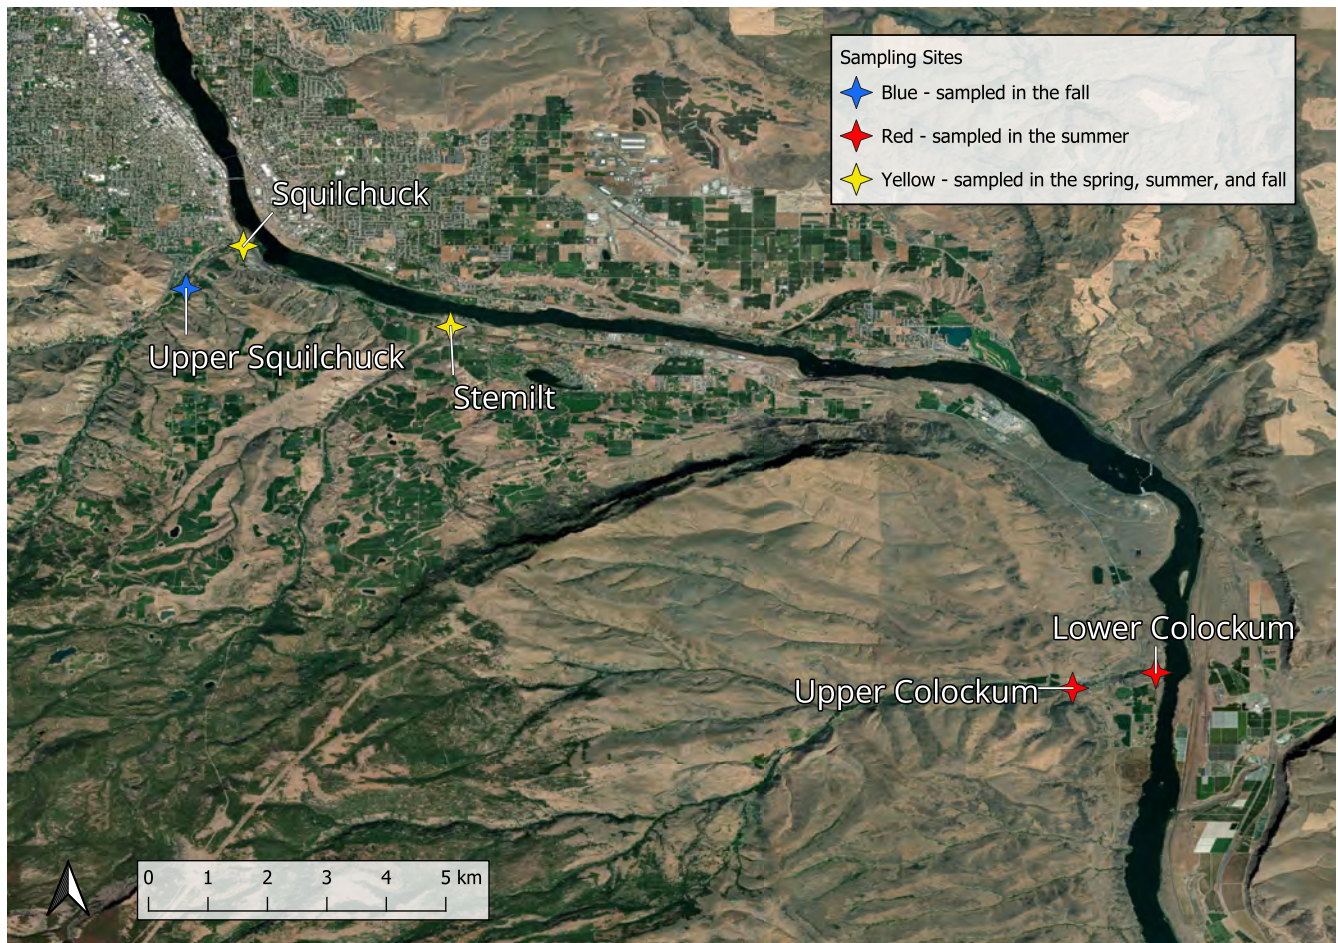 Sampling Sites
Blue - sampled in the fall
Red - sampled in the summer
Yellow - sampled in the spring, summer, and fall
Squilchuck
Upper Squilchuck
Stemilt
Lower Colockum
Upper Colockum
0 1 2 3 4 5 km